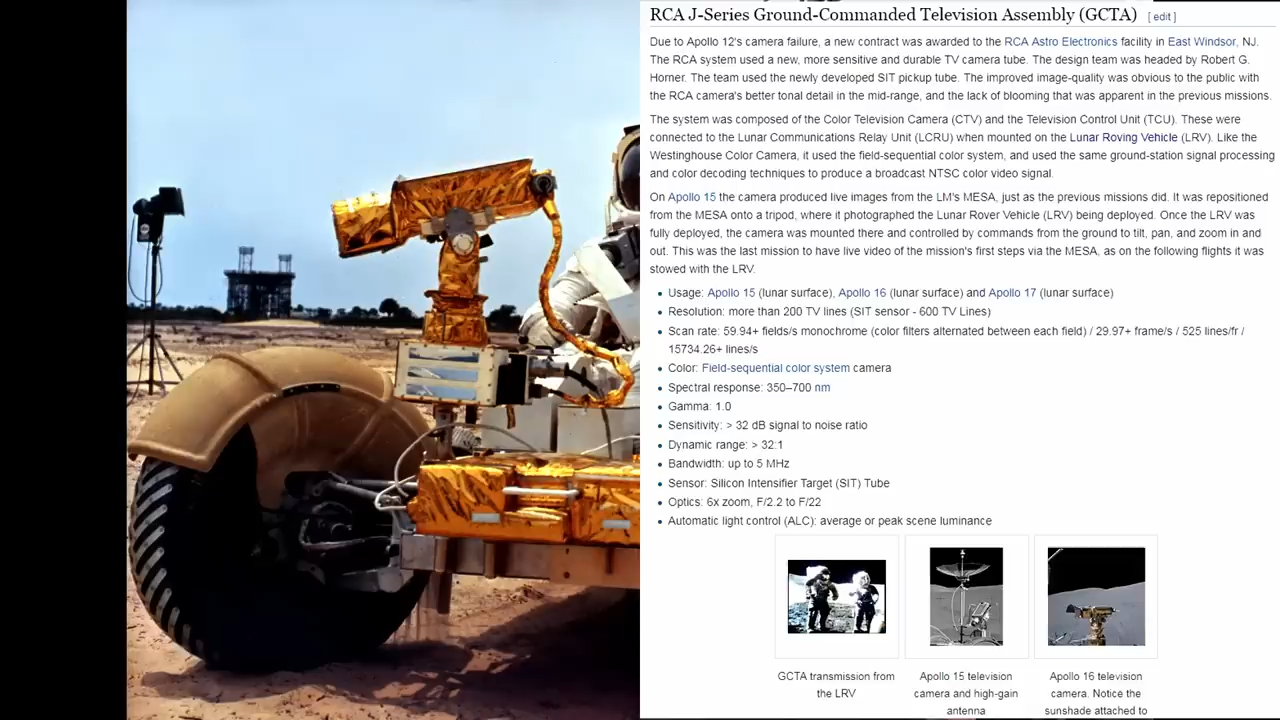 RCA J-Series Ground-Commanded Television Assembly (GCTA) [ edit ]
Due to Apollo 12's camera failure, a new contract was awarded to the RCA Astro Electronics facility in East Windsor, NJ.
The RCA system used a new, more sensitive and durable TV camera tube. The design team was headed by Robert G.
Horner. The team used the newly developed SIT pickup tube. The improved image-quality was obvious to the public with
the RCA camera's better tonal detail in the mid-range, and the lack of blooming that was apparent in the previous missions.
The system was composed of the Color Television Camera (CTV) and the Television Control Unit (TCU). These were
connected to the Lunar Communications Relay Unit (LCRU) when mounted on the Lunar Roving Vehicle (LRV). Like the
Westinghouse Color Camera, it used the field-sequential color system, and used the same ground-station signal processing
and color decoding techniques to produce a broadcast NTSC color video signal.
On Apollo 15 the camera produced live images from the LM's MESA, just as the previous missions did. It was repositioned
from the MESA onto a tripod, where it photographed the Lunar Rover Vehicle (LRV) being deployed. Once the LRV was
fully deployed, the camera was mounted there and controlled by commands from the ground to tilt, pan, and zoom in and
out. This was the last mission to have live video of the mission's first steps via the MESA, as on the following flights it was
stowed with the LRV.
• Usage: Apollo 15 (lunar surface), Apollo 16 (lunar surface) and Apollo 17 (lunar surface)
• Resolution: more than 200 TV lines (SIT sensor - 600 TV Lines)
• Scan rate: 59.94+ fields/s monochrome (color filters alternated between each field) / 29.97+ frame/s / 525 lines/fr /
15734.26+ lines/s
• Color: Field-sequential color system camera
• Spectral response: 350–700 nm
• Gamma: 1.0
• Sensitivity: > 32 dB signal to noise ratio
• Dynamic range: > 32:1
• Bandwidth: up to 5 MHz
• Sensor: Silicon Intensifier Target (SIT) Tube
• Optics: 6x zoom, F/2.2 to F/22
• Automatic light control (ALC): average or peak scene luminance
GCTA transmission from
the LRV
Apollo 15 television
camera and high-gain
antenna
Apollo 16 television
camera. Notice the
sunshade attached to